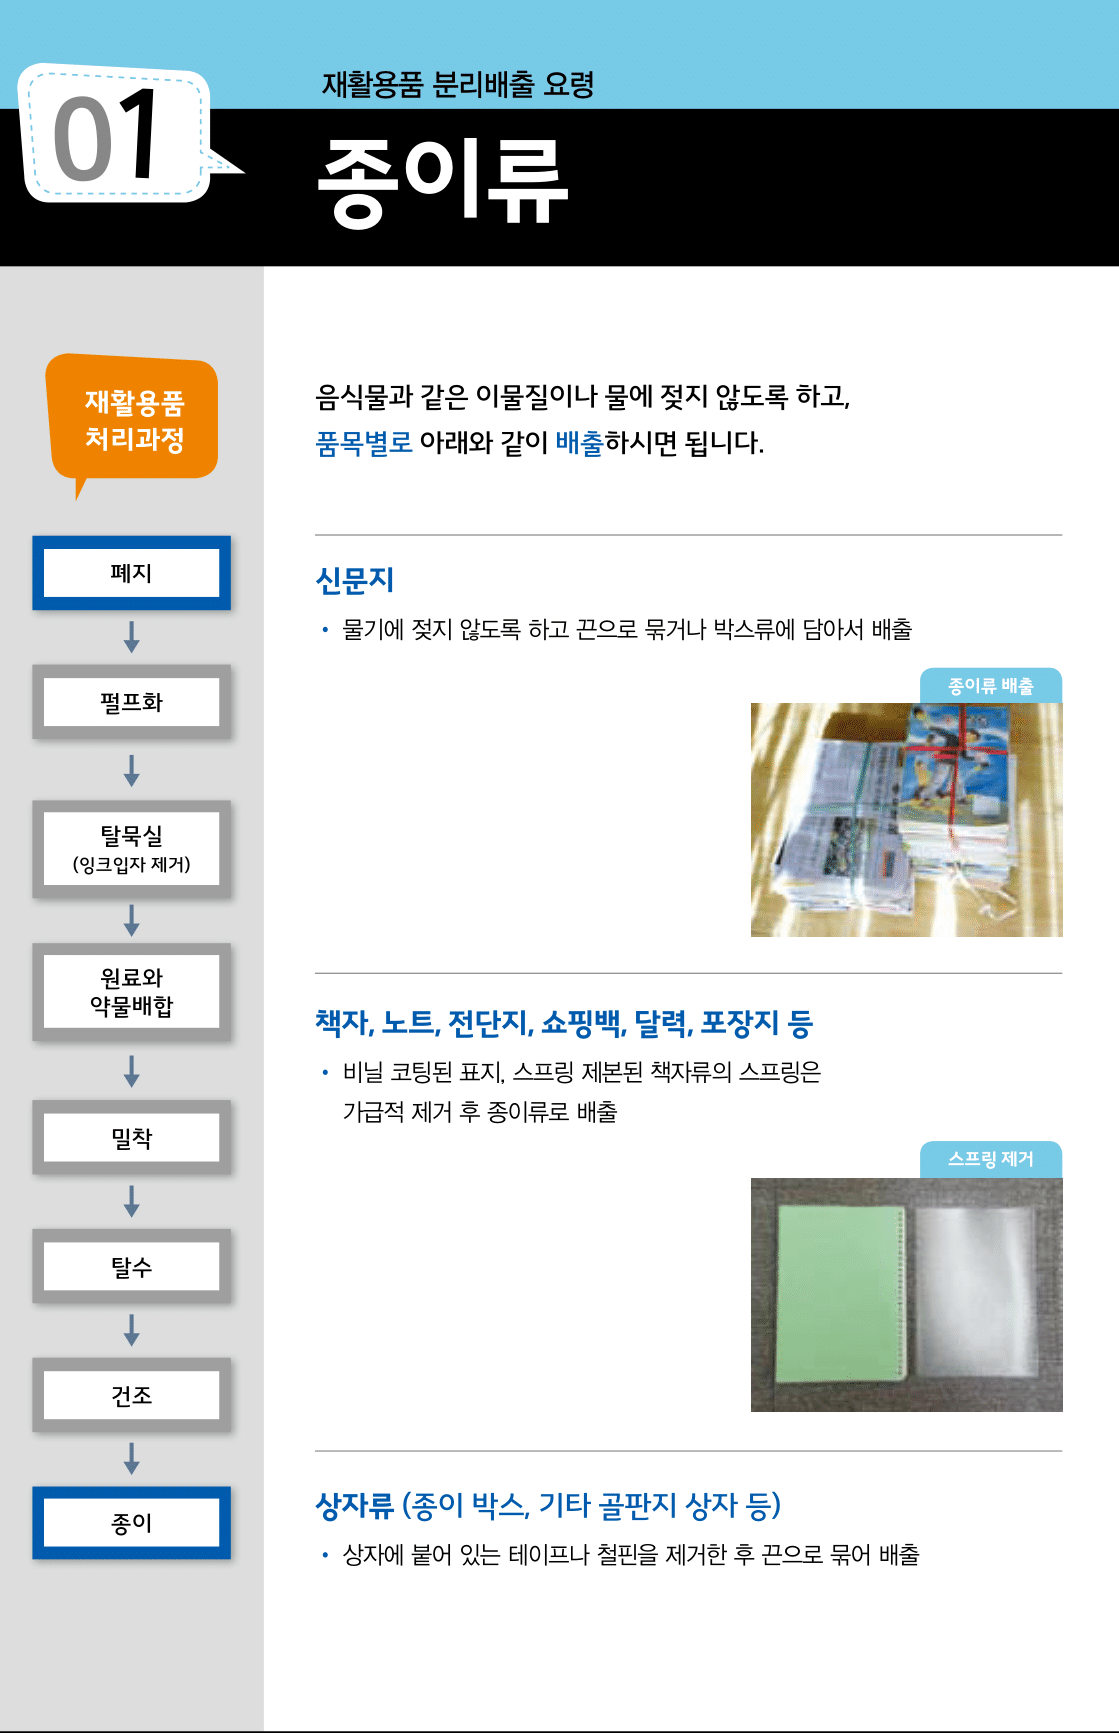 01
재활용품 분리배출 요령
종이류
재활용품
처리과정
폐지
펄프화
탈묵실
(잉크입자 제거)
원료와
약물배합
밀착
탈수
건조
종이
음식물과 같은 이물질이나 물에 젖지 않도록 하고,
품목별로 아래와 같이 배출하시면 됩니다.
신문지
• 물기에 젖지 않도록 하고 끈으로 묶거나 박스류에 담아서 배출
종이류 배출
책자, 노트, 전단지, 쇼핑백, 달력, 포장지 등
• 비닐 코팅된 표지, 스프링 제본된 책자류의 스프링은
가급적 제거 후 종이류로 배출
스프링 제거
상자류 (종이 박스, 기타 골판지 상자 등)
• 상자에 붙어 있는 테이프나 철핀을 제거한 후 끈으로 묶어 배출